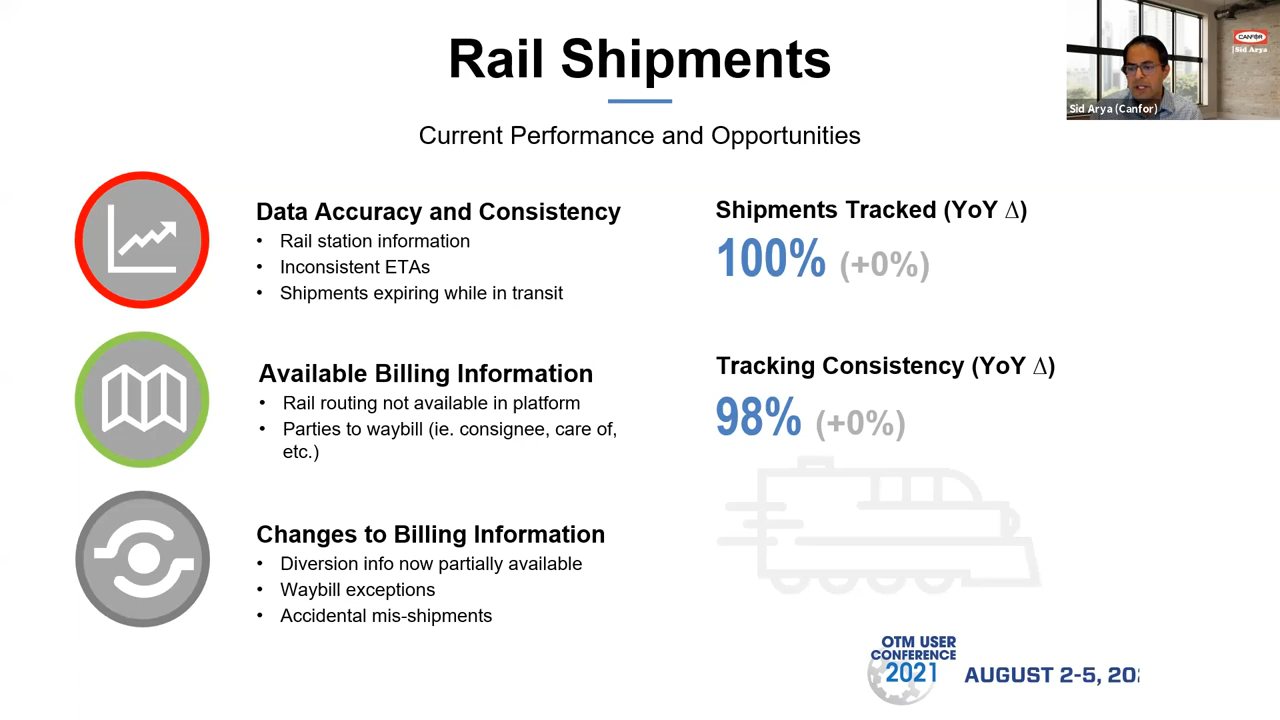 Rail Shipments
Current Performance and Opportunities
CANFOR
Sid Arya
Sid Arya (Canfor)
Data Accuracy and Consistency
• Rail station information
• Inconsistent ETAs
• Shipments expiring while in transit
Available Billing Information
• Rail routing not available in platform
• Parties to waybill (ie. consignee, care of,
etc.)
Changes to Billing Information
• Diversion info now partially available
• Waybill exceptions
• Accidental mis-shipments
Shipments Tracked (YoY Δ)
100% (+0%)
Tracking Consistency (YoY Δ)
98% (+0%)
OTM USER
CONFERENCE
2021
AUGUST 2-5, 20